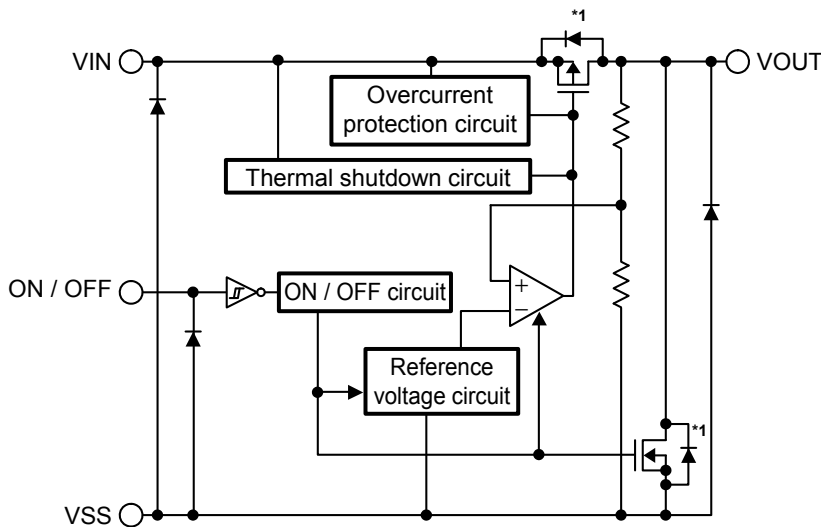 *1
VIN
VOUT
Overcurrent
protection circuit
Thermal shutdown circuit
ON / OFF
ON / OFF circuit
+
−
Reference
voltage circuit
*1
VSS